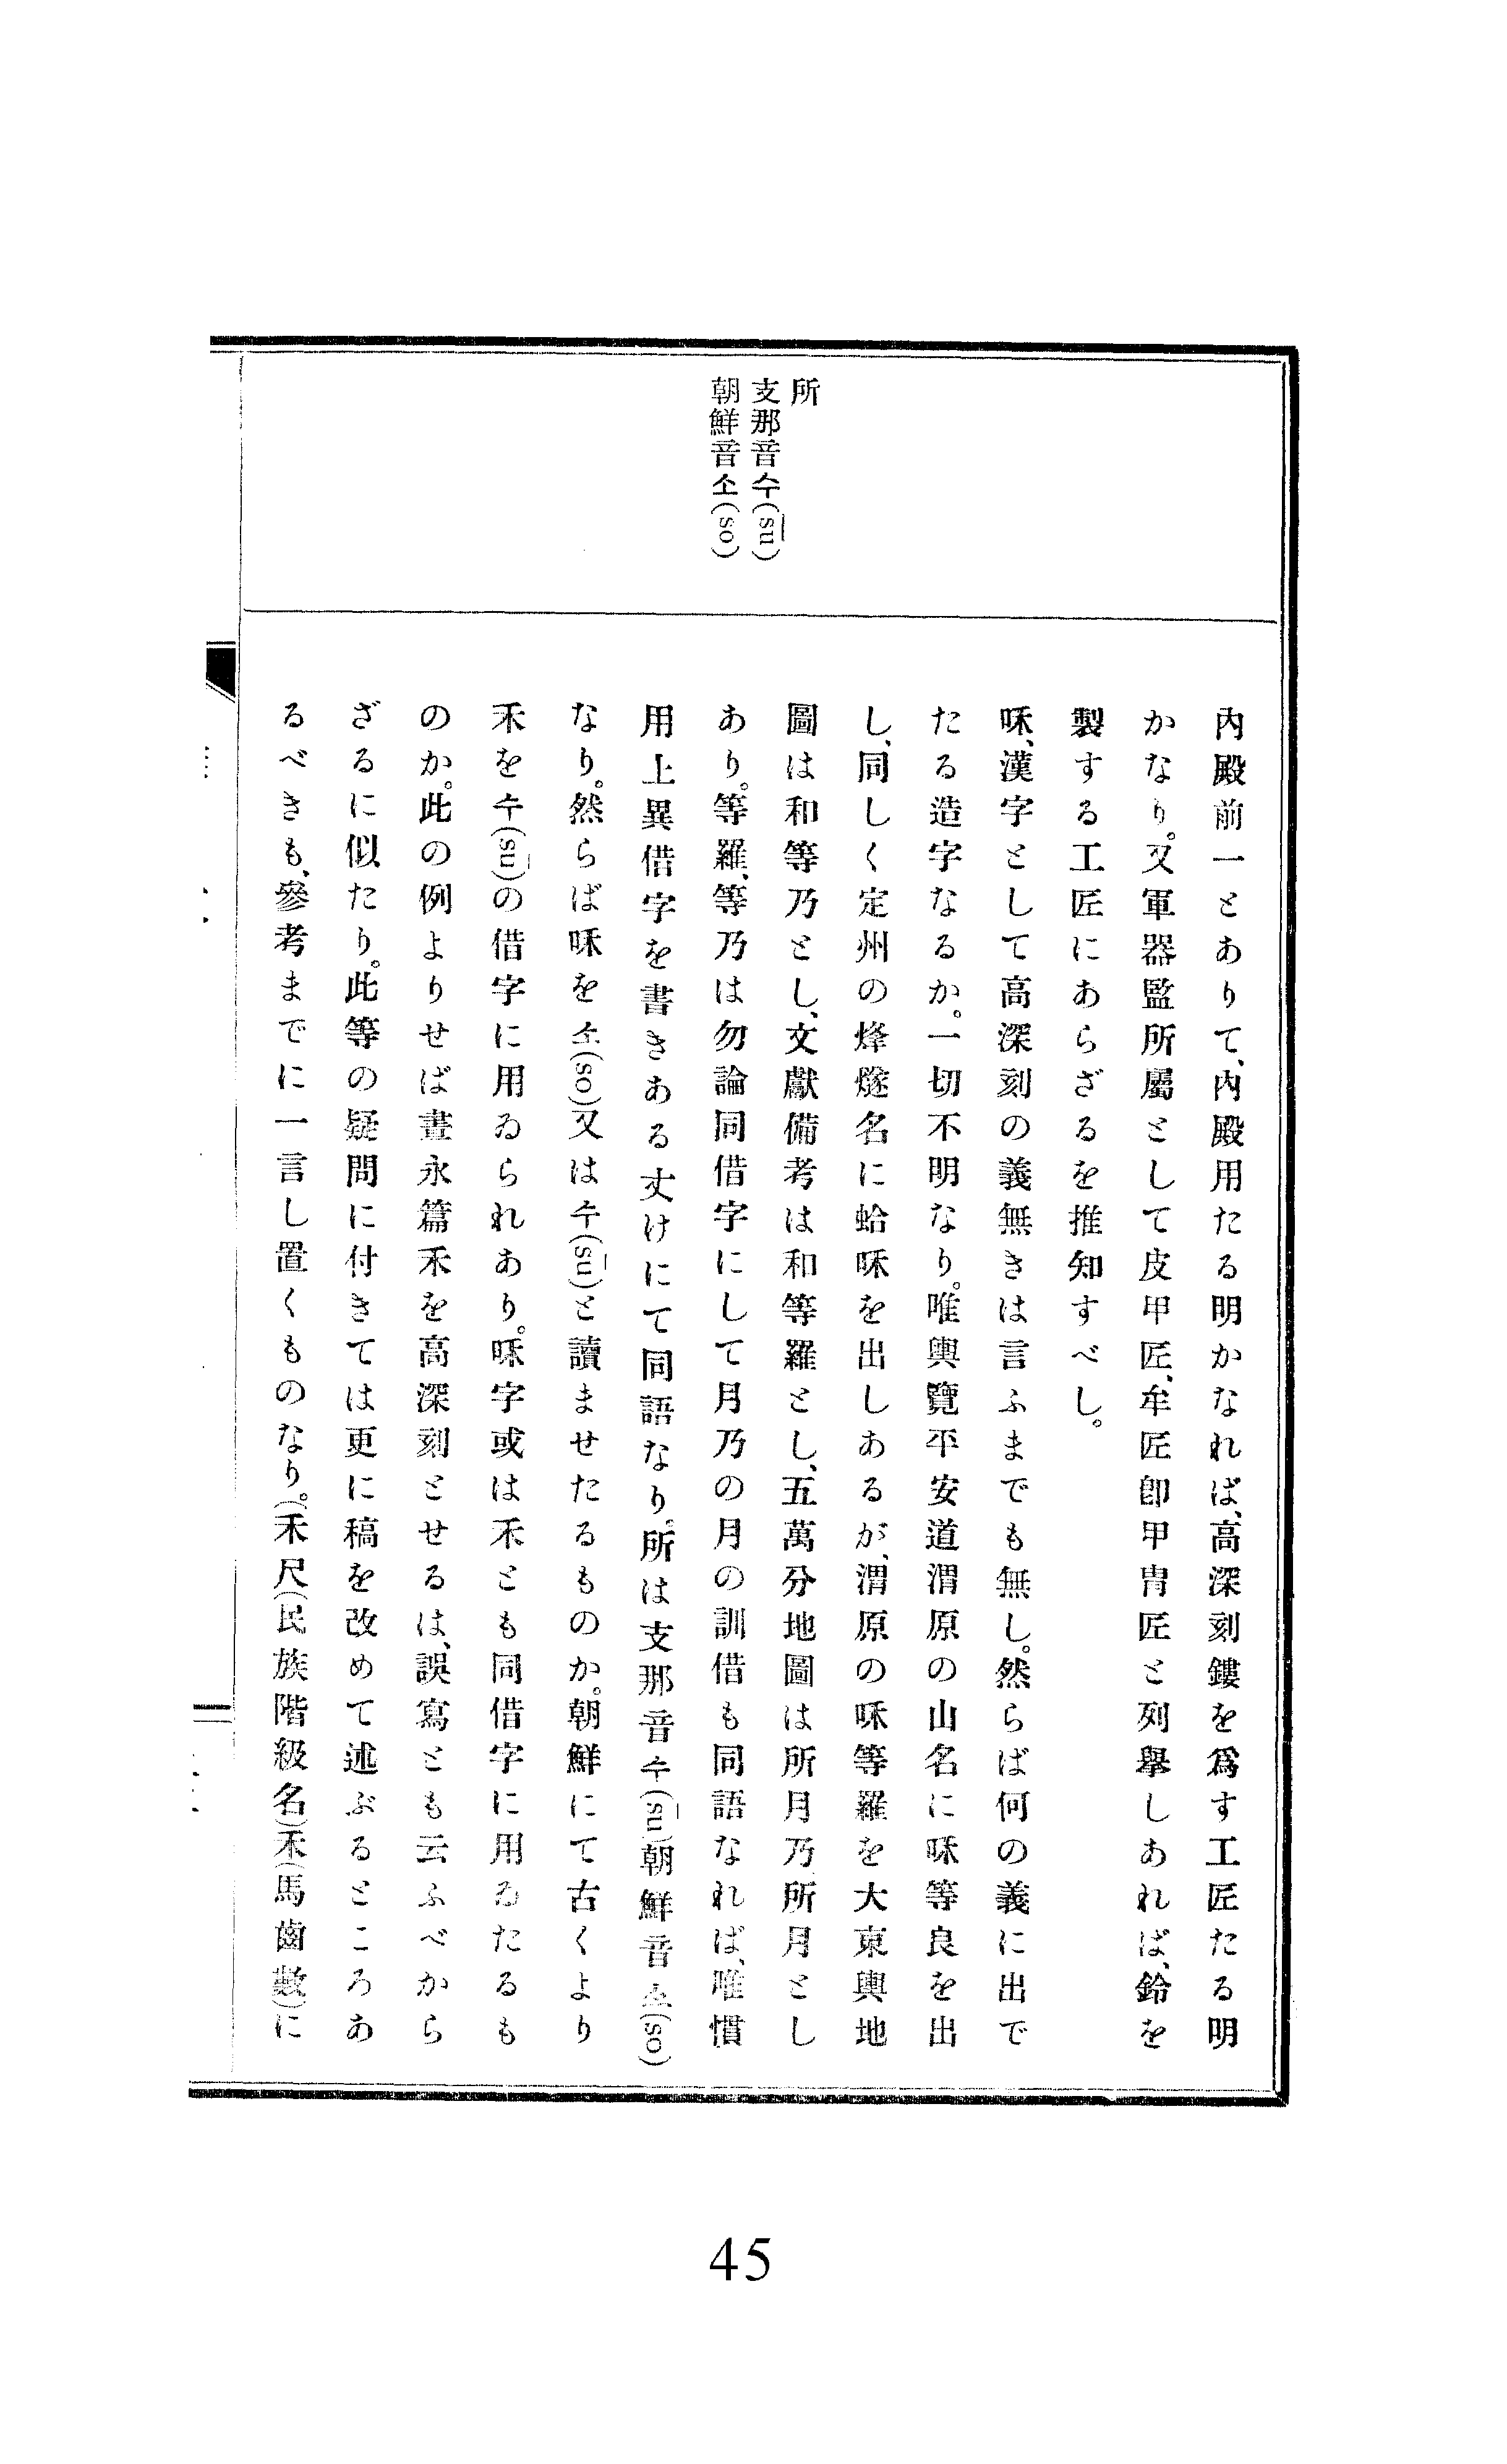 所
支那音수(sū)
朝鮮音소(so)
內殿前一とありて、內殿用たる明かなれば、高深刻鏤を爲す工匠たる明
かなり。又軍器監所屬として皮甲匠、牟匠卽甲冑匠と列擧しあれば、鈴を
製する工匠にあらざるを推知すべし。
㖠、漢字として高深刻の義無きは言ふまでも無し。然らば何の義に出で
たる造字なるか。一切不明なり。唯輿覽平安道渭原の山名に㖠等良を出
し、同しく定州の烽燧名に蛤㖠を出しあるが、渭原の㖠等羅を大東輿地
圖は和等乃とし、文獻備考は和等羅とし、五萬分地圖は所月乃所月とし
あり。等羅、等乃は勿論同借字にして月乃の月の訓借も同語なれば、唯慣
用上異借字を書きある丈けにて同語なり。所は支那音수(sū)朝鮮音소(so)
なり。然らば㖠を소(so)又は수(sū)と讀ませたるものか。朝鮮にて古くより
禾を수(sū)の借字に用ゐられあり。㖠字或は禾とも同借字に用ゐたるも
のか。此の例よりせば晝永篇禾を高深刻とせるは、誤寫とも云ふべから
ざるに似たり。此等の疑問に付きては更に稿を改めて述ぶるところあ
るべきも、參考までに一言し置くものなり。(禾尺(民族階級名)禾(馬齒數)に
45